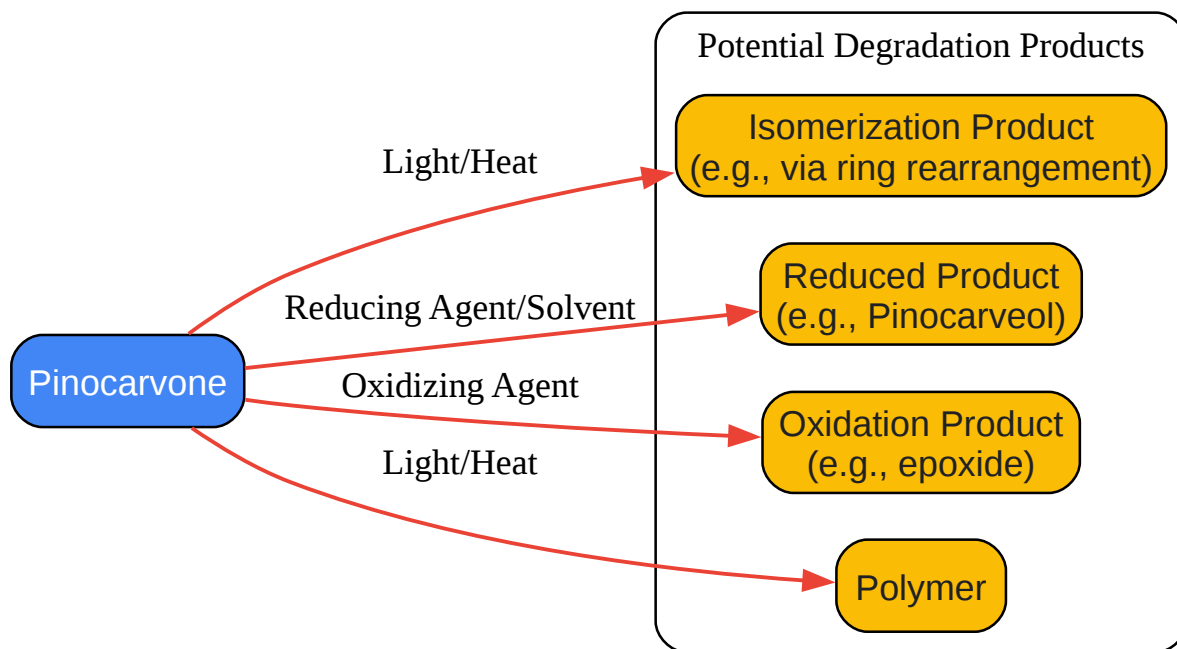 Potential Degradation Products
Isomerization Product
(e.g., via ring rearrangement)
Light/Heat
Reduced Product
(e.g., Pinocarveol)
Reducing Agent/Solvent
Pinocarvone
Oxidizing Agent
Oxidation Product
(e.g., epoxide)
Light/Heat
Polymer